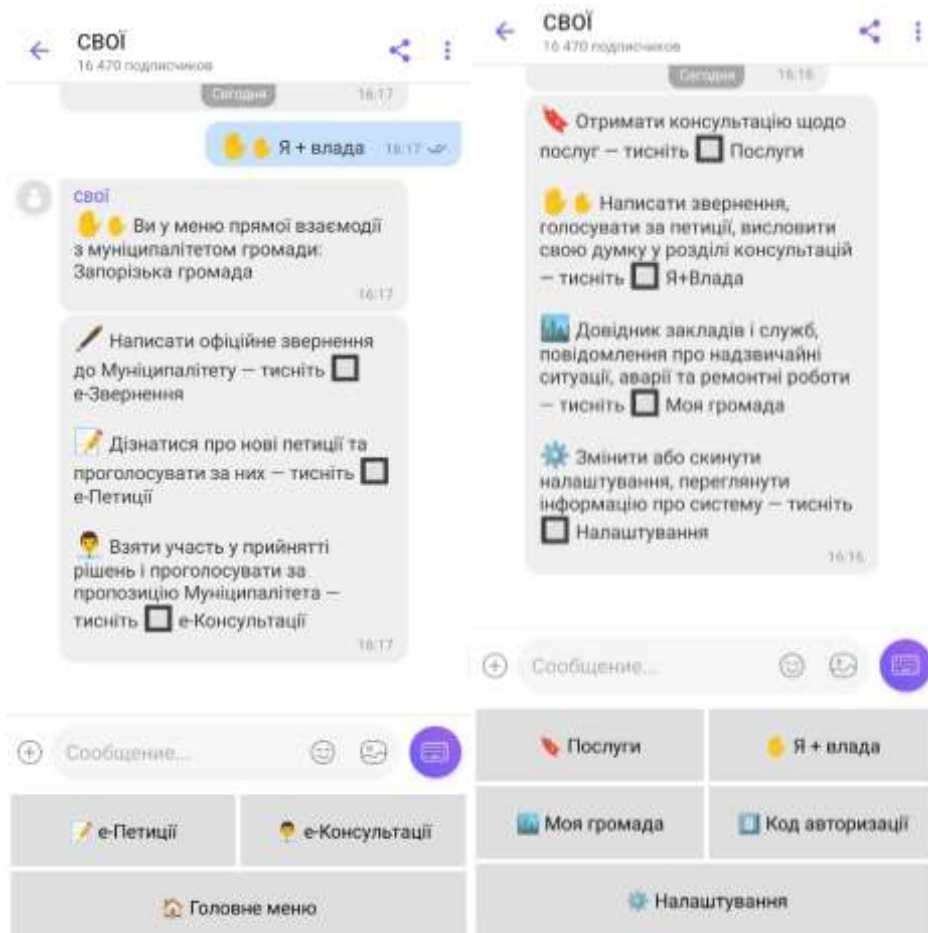 СВОЇ
16 470 подписчиков
Сегодня 16:17
Я + влада 16:17
свої
Ви у меню прямої взаємодії
з муніципалітетом громади:
Запорізька громада
16:17
Написати офіційне звернення
до Муніципалітету — тисніть
е-Звернення
Дізнатися про нові петиції та
проголосувати за них — тисніть
е-Петиції
Взяти участь у прийнятті
рішень і проголосувати за
пропозицію Муніципалітета —
тисніть е-Консультації
16:17
Сообщение...
е-Петиції
е-Консультації
Головне меню
СВОЇ
16 470 подписчиков
Сегодня 16:16
Отримати консультацію щодо
послуг — тисніть Послуги
Написати звернення,
голосувати за петиції, висловити
свою думку у розділі консультацій
— тисніть Я+Влада
Довідник закладів і служб,
повідомлення про надзвичайні
ситуації, аварії та ремонтні роботи
— тисніть Моя громада
Змінити або скинути
налаштування, переглянути
інформацію про систему — тисніть
Налаштування
16:16
Сообщение...
Послуги
Я + влада
Моя громада
Код авторизації
Налаштування